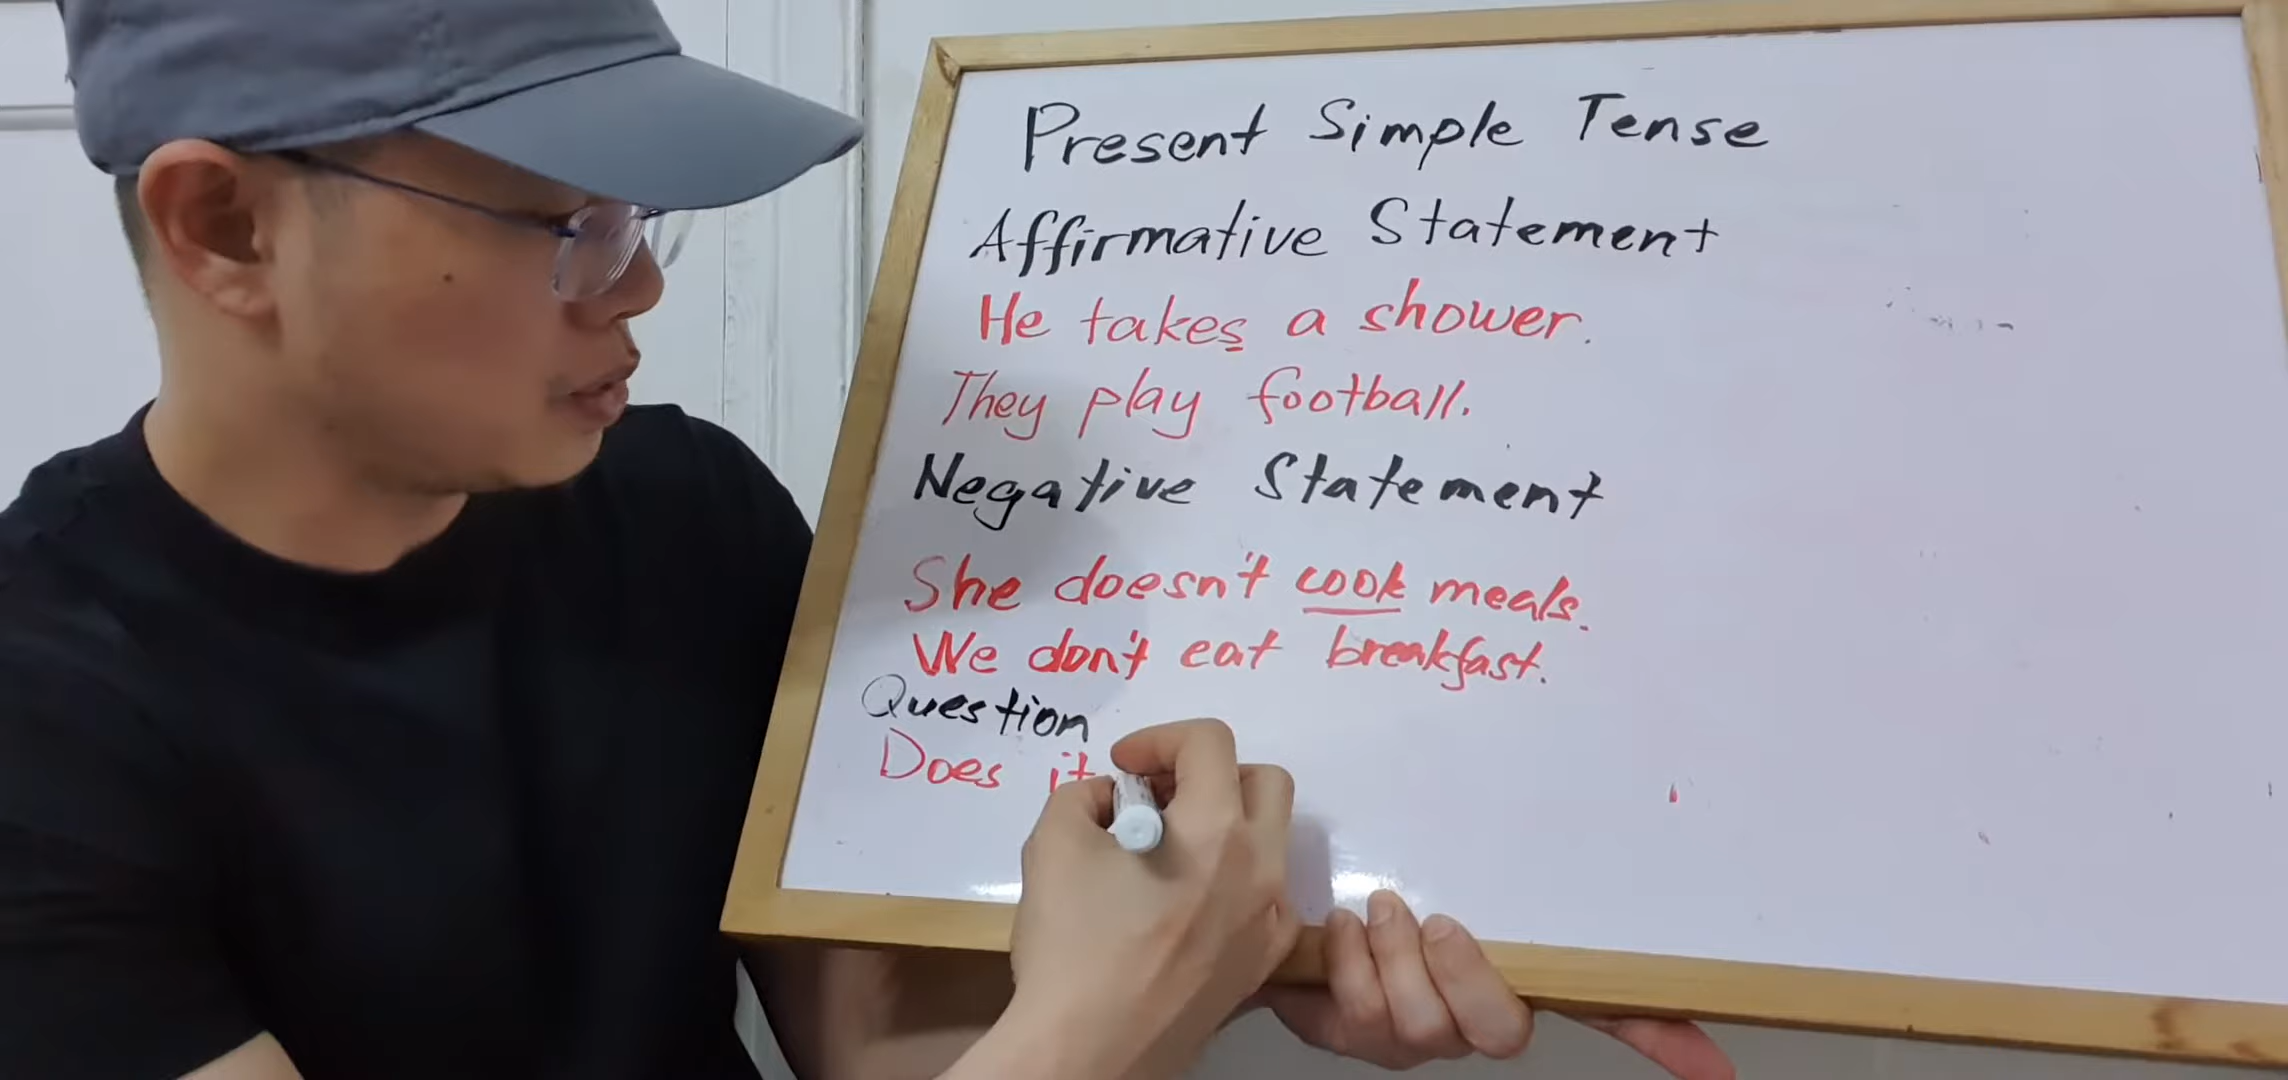 Present Simple Tense
Affirmative Statement
He takes a shower.
They play football.
Negative Statement
She doesn't cook meals.
We don't eat breakfast.
Question
Does it